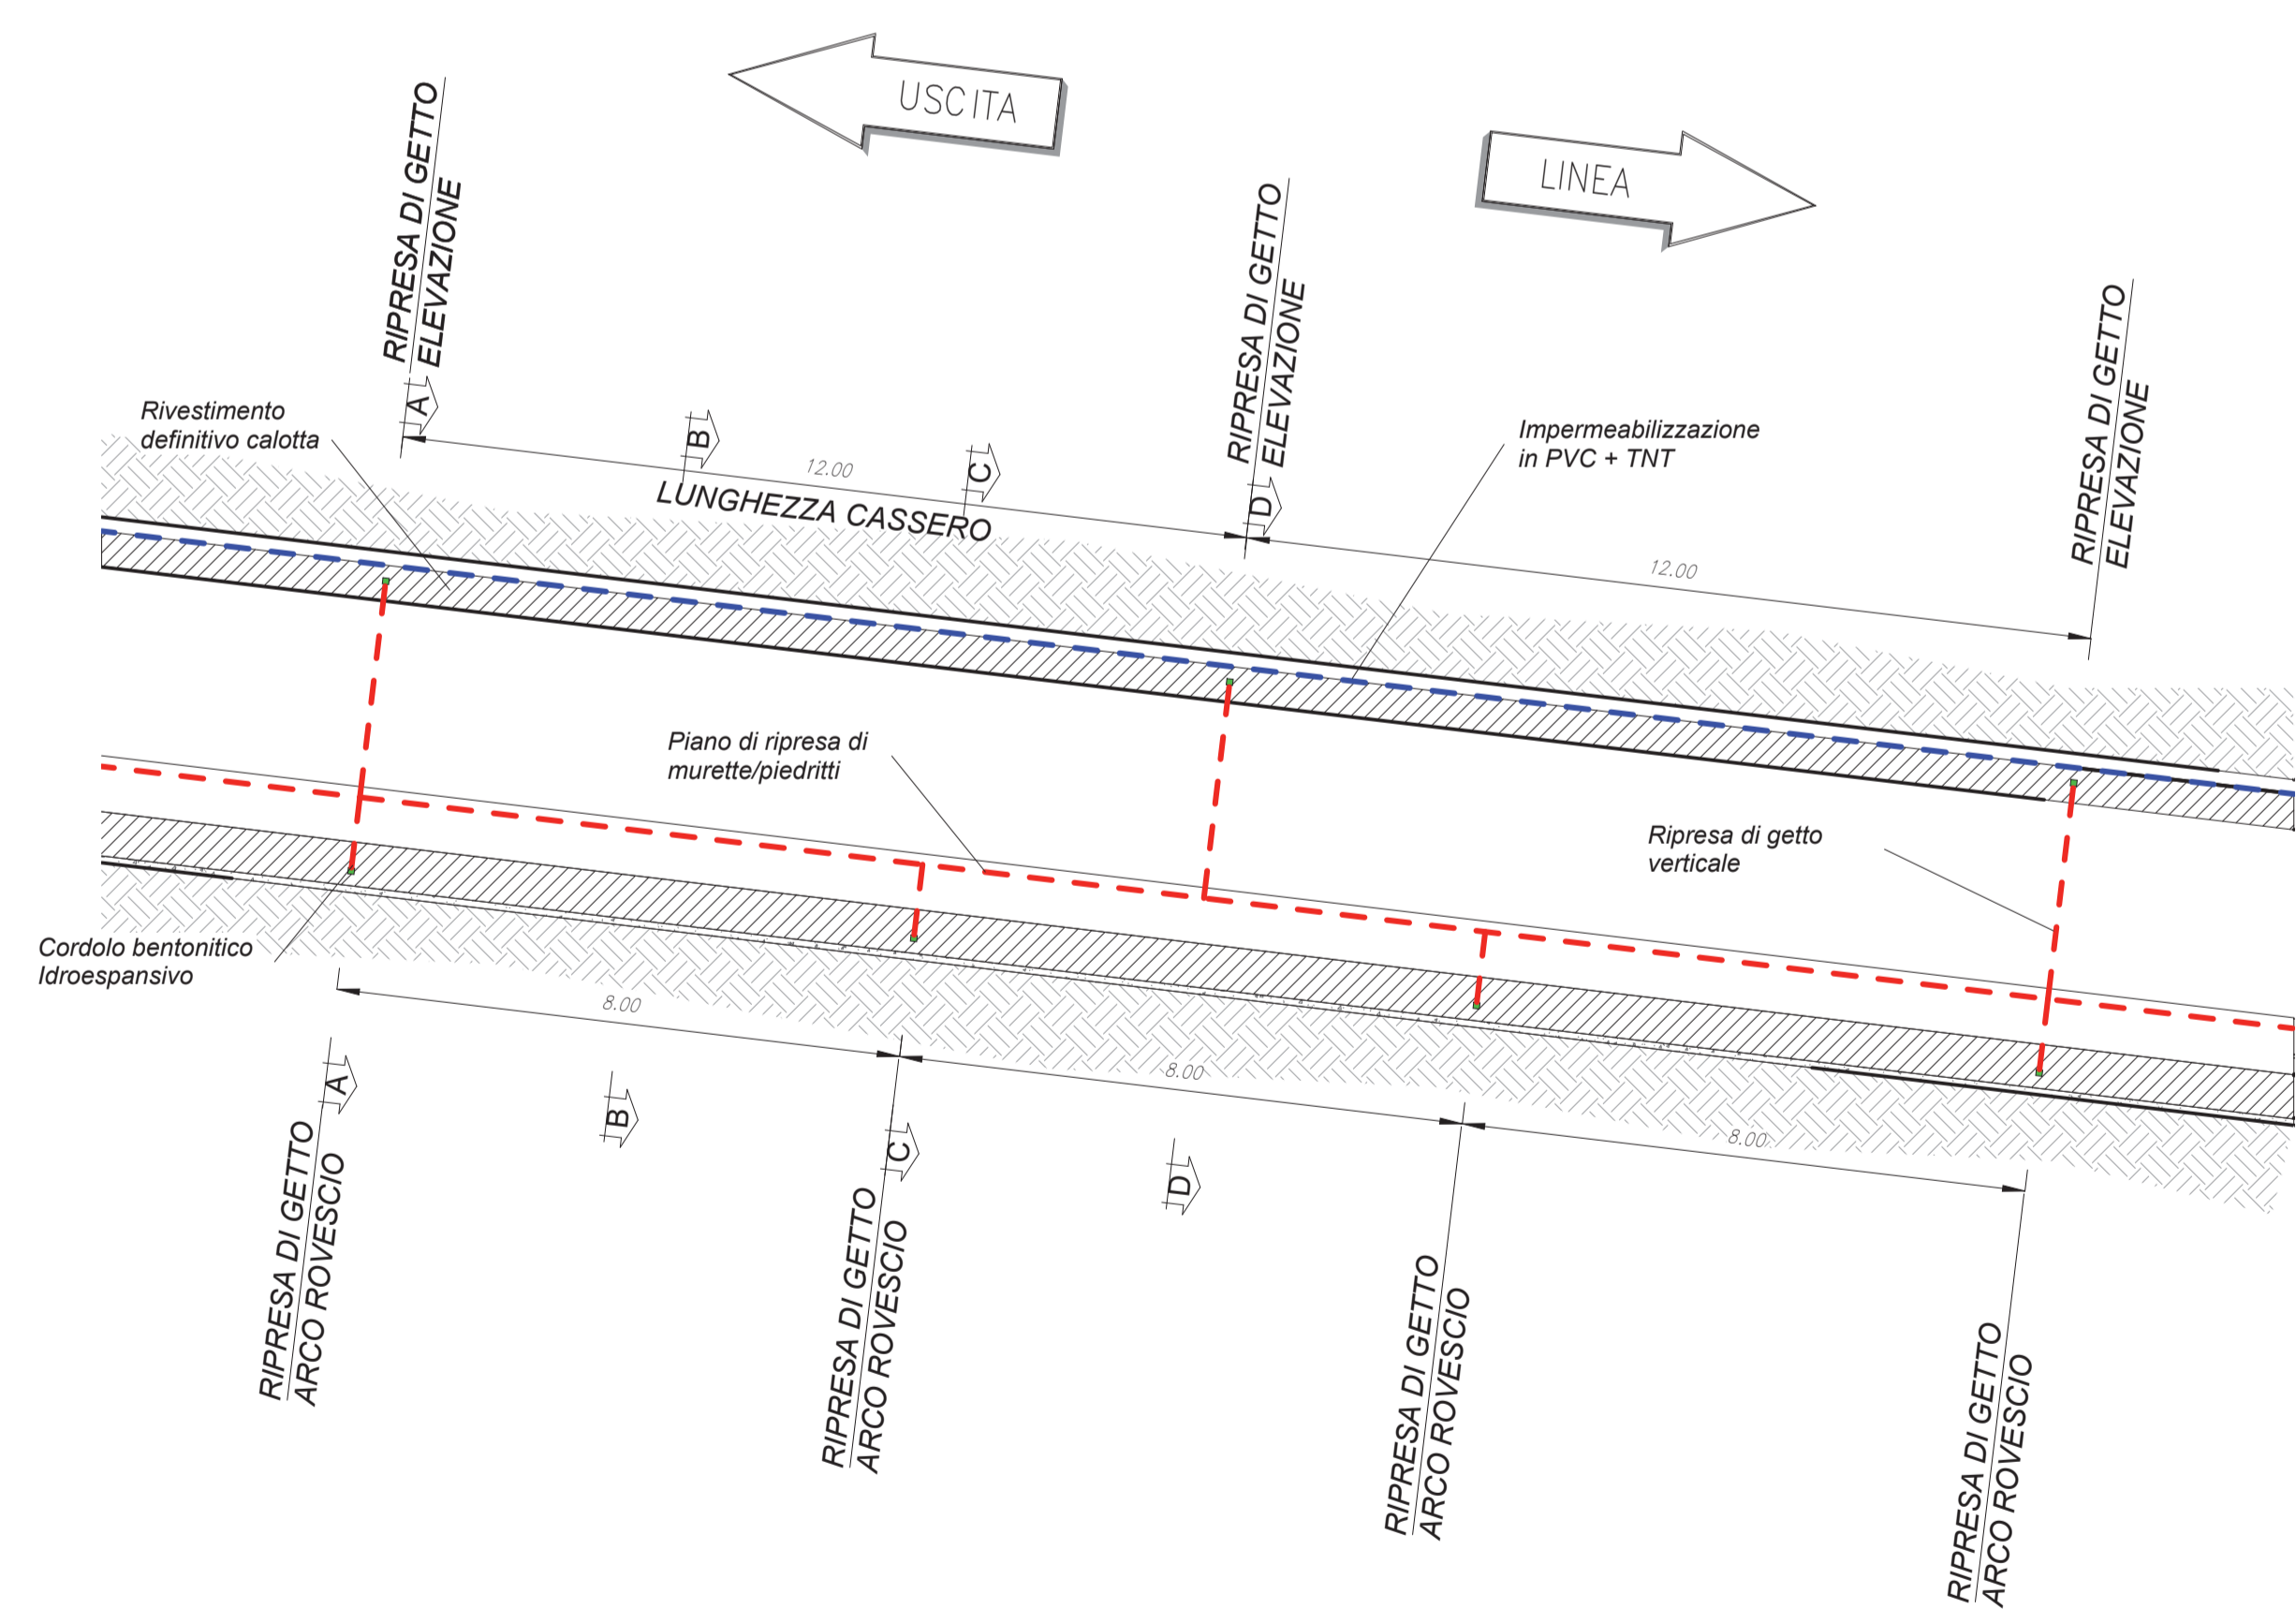 USCITA
LINEA
RIPRESA DI GETTO
ELEVAZIONE
RIPRESA DI GETTO
ELEVAZIONE
RIPRESA DI GETTO
ELEVAZIONE
A
B
C
D
Rivestimento
definitivo calotta
12.00
LUNGHEZZA CASSERO
Impermeabilizzazione
in PVC + TNT
12.00
Piano di ripresa di
murette/piedritti
Ripresa di getto
verticale
Cordolo bentonitico
Idroespansivo
8.00
8.00
8.00
A
B
C
D
RIPRESA DI GETTO
ARCO ROVESCIO
RIPRESA DI GETTO
ARCO ROVESCIO
RIPRESA DI GETTO
ARCO ROVESCIO
RIPRESA DI GETTO
ARCO ROVESCIO